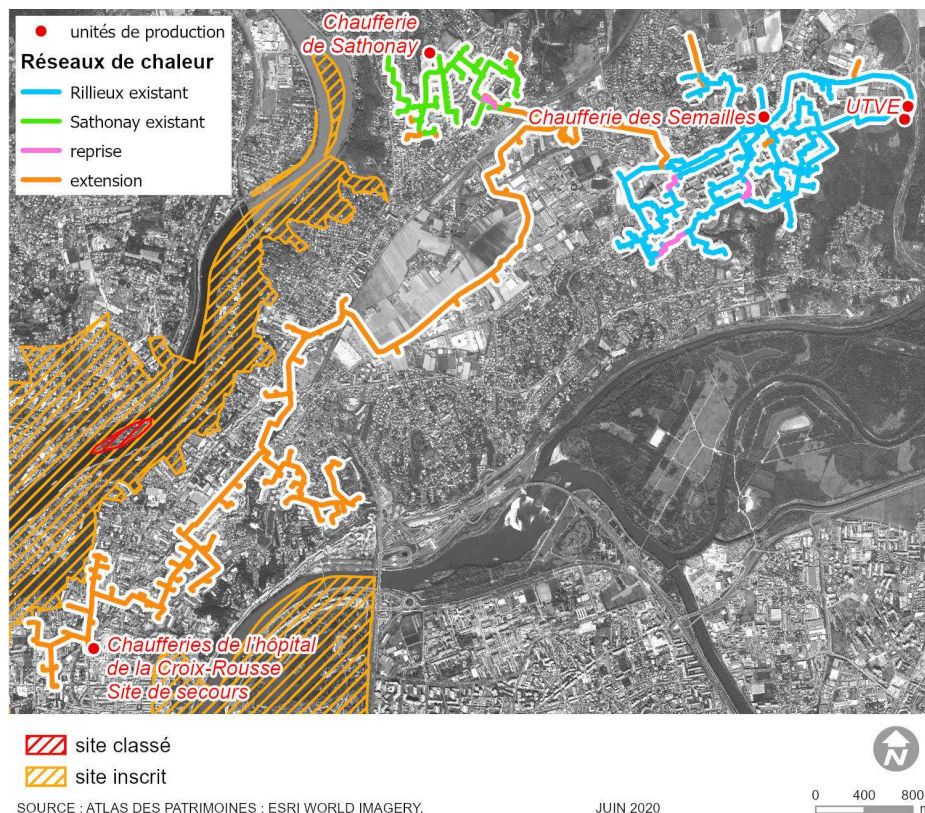 unités de production
Réseaux de chaleur
Rillieux existant
Sathonay existant
reprise
extension
Chaufferie
de Sathonay
Chaufferie des Semailles
UTVE
Chaufferies de l'hôpital
de la Croix-Rousse
Site de secours
site classé
site inscrit
N
SOURCE : ATLAS DES PATRIMOINES ; ESRI WORLD IMAGERY.
JUIN 2020
0 400 800